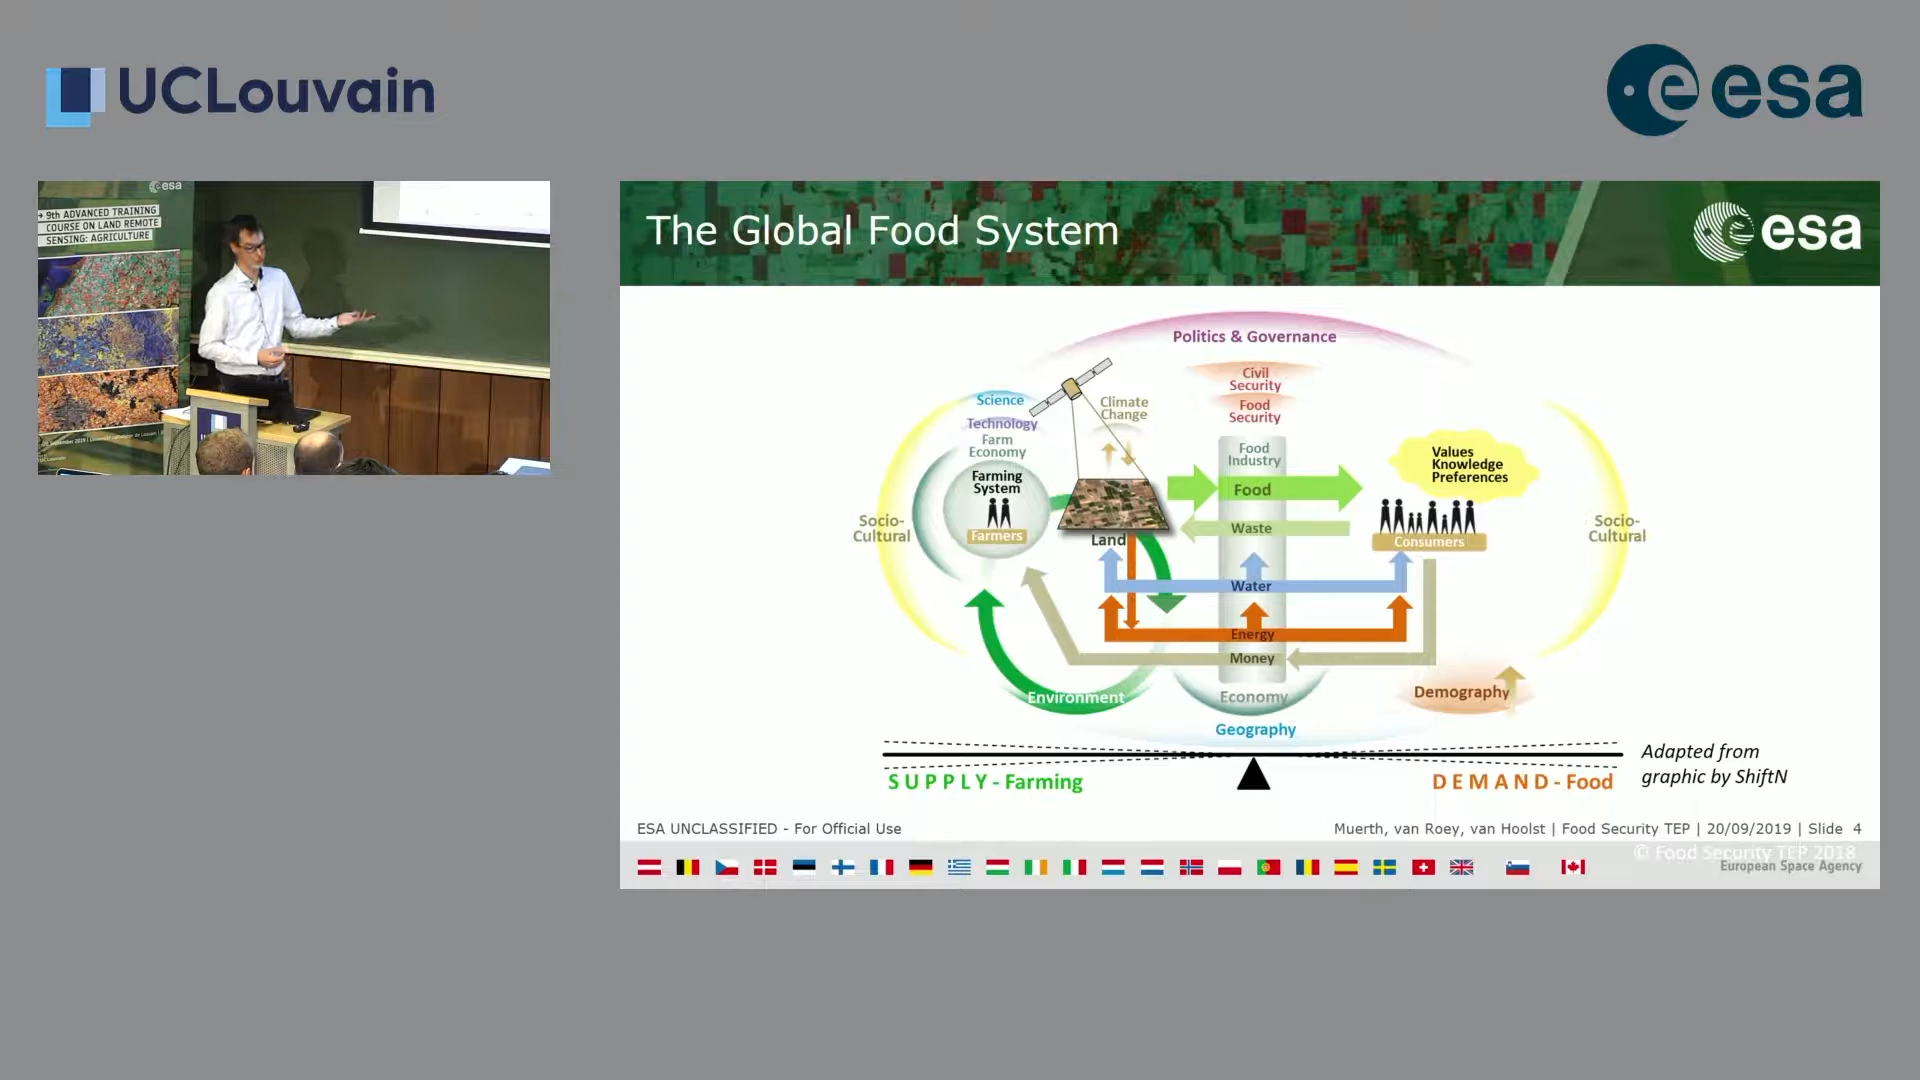 UCLouvain
esa
esa
→ 9th ADVANCED TRAINING
COURSE ON LAND REMOTE
SENSING: AGRICULTURE
The Global Food System
esa
Politics & Governance
Civil
Security
Food
Security
Science
Technology
Farm
Economy
Farming
System
Farmers
Climate
Change
Land
Food
Industry
Food
Waste
Water
Energy
Money
Economy
Geography
Environment
Values
Knowledge
Preferences
Consumers
Demography
Socio-
Cultural
Socio-
Cultural
SUPPLY - Farming
DEMAND - Food
Adapted from
graphic by ShiftN
ESA UNCLASSIFIED - For Official Use
Muerth, van Roey, van Hoolst | Food Security TEP | 20/09/2019 | Slide 4
© Food Security TEP 2018
European Space Agency